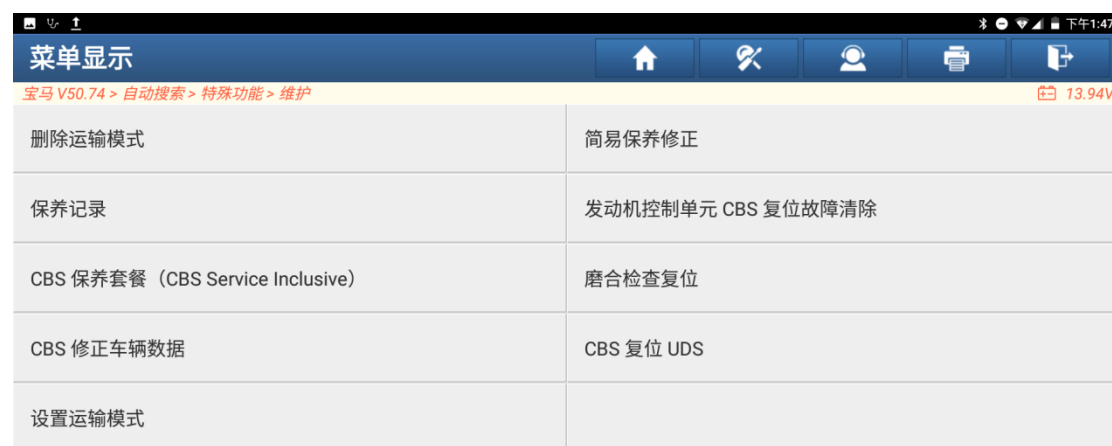 下午1:47
菜单显示
宝马 V50.74 > 自动搜索 > 特殊功能 > 维护
13.94V
删除运输模式
简易保养修正
保养记录
发动机控制单元 CBS 复位故障清除
CBS 保养套餐（CBS Service Inclusive）
磨合检查复位
CBS 修正车辆数据
CBS 复位 UDS
设置运输模式